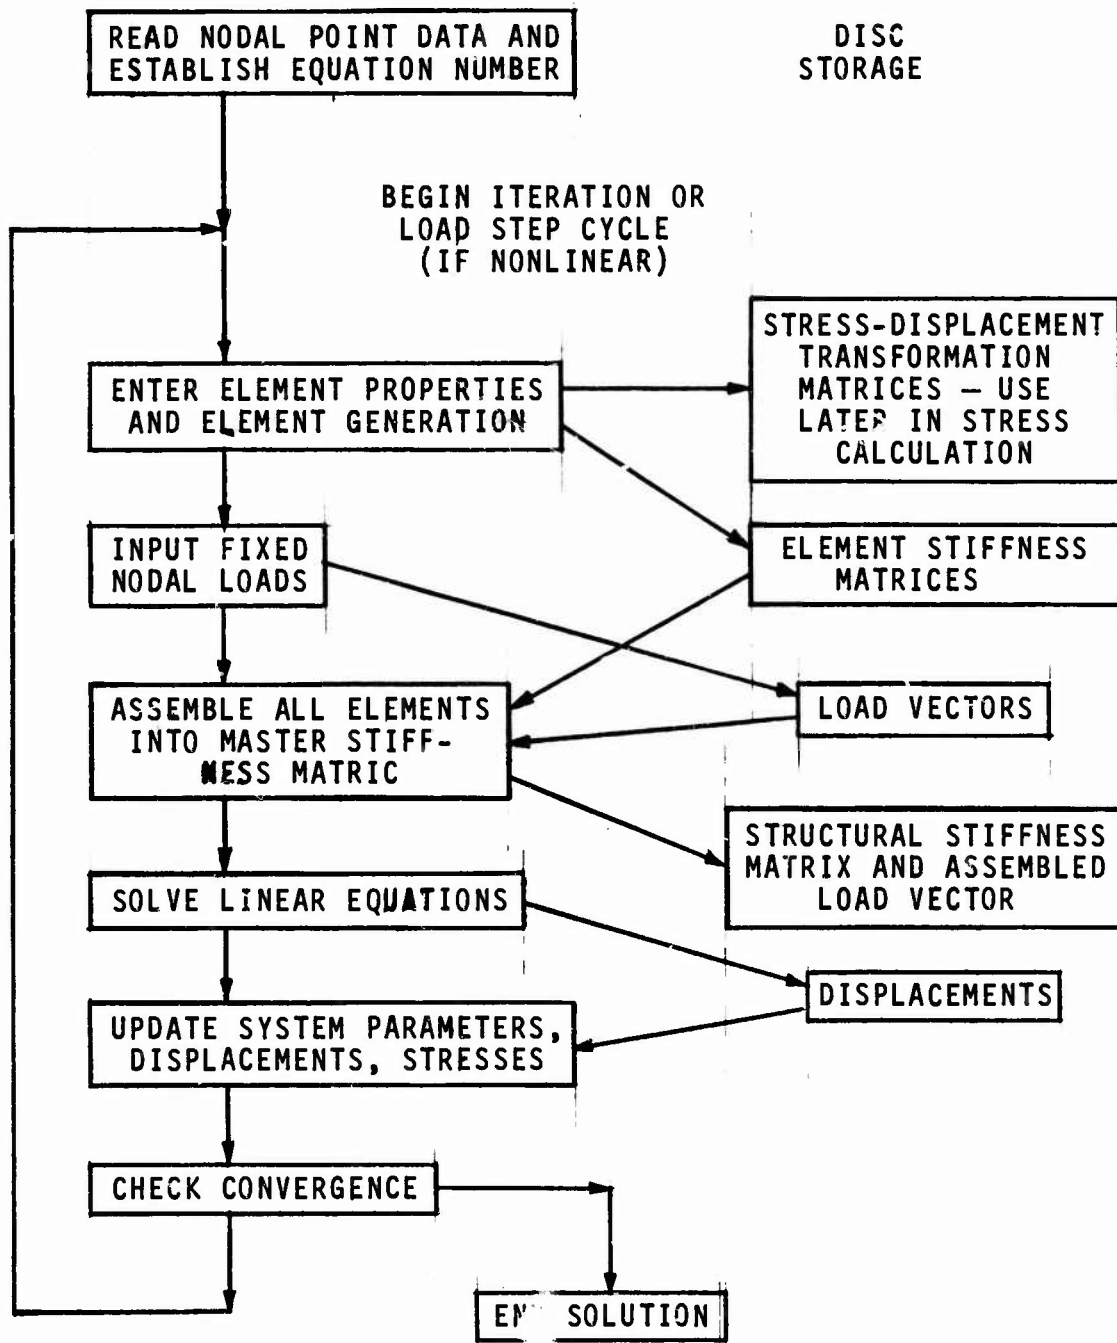 READ NODAL POINT DATA AND
ESTABLISH EQUATION NUMBER
DISC
STORAGE
BEGIN ITERATION OR
LOAD STEP CYCLE
(IF NONLINEAR)
STRESS-DISPLACEMENT
TRANSFORMATION
MATRICES — USE
LATER IN STRESS
CALCULATION
ENTER ELEMENT PROPERTIES
AND ELEMENT GENERATION
INPUT FIXED
NODAL LOADS
ELEMENT STIFFNESS
MATRICES
ASSEMBLE ALL ELEMENTS
INTO MASTER STIFF-
NESS MATRIC
LOAD VECTORS
STRUCTURAL STIFFNESS
MATRIX AND ASSEMBLED
LOAD VECTOR
SOLVE LINEAR EQUATIONS
DISPLACEMENTS
UPDATE SYSTEM PARAMETERS,
DISPLACEMENTS, STRESSES
CHECK CONVERGENCE
END SOLUTION